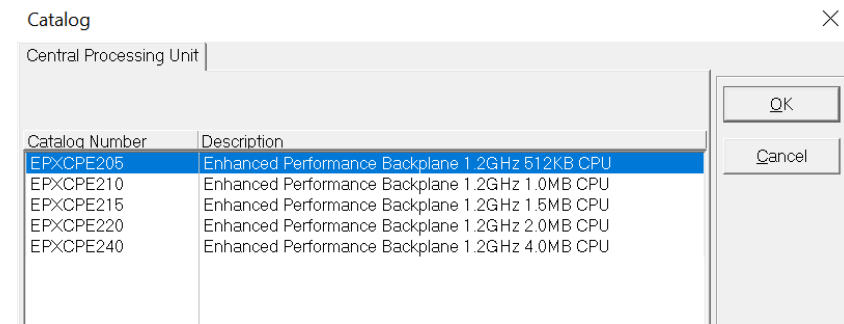 Catalog
Central Processing Unit
OK
Catalog Number Description
EPXCPE205 Enhanced Performance Backplane 1.2GHz 512KB CPU
Cancel
EPXCPE210 Enhanced Performance Backplane 1.2GHz 1.0MB CPU
EPXCPE215 Enhanced Performance Backplane 1.2GHz 1.5MB CPU
EPXCPE220 Enhanced Performance Backplane 1.2GHz 2.0MB CPU
EPXCPE240 Enhanced Performance Backplane 1.2GHz 4.0MB CPU